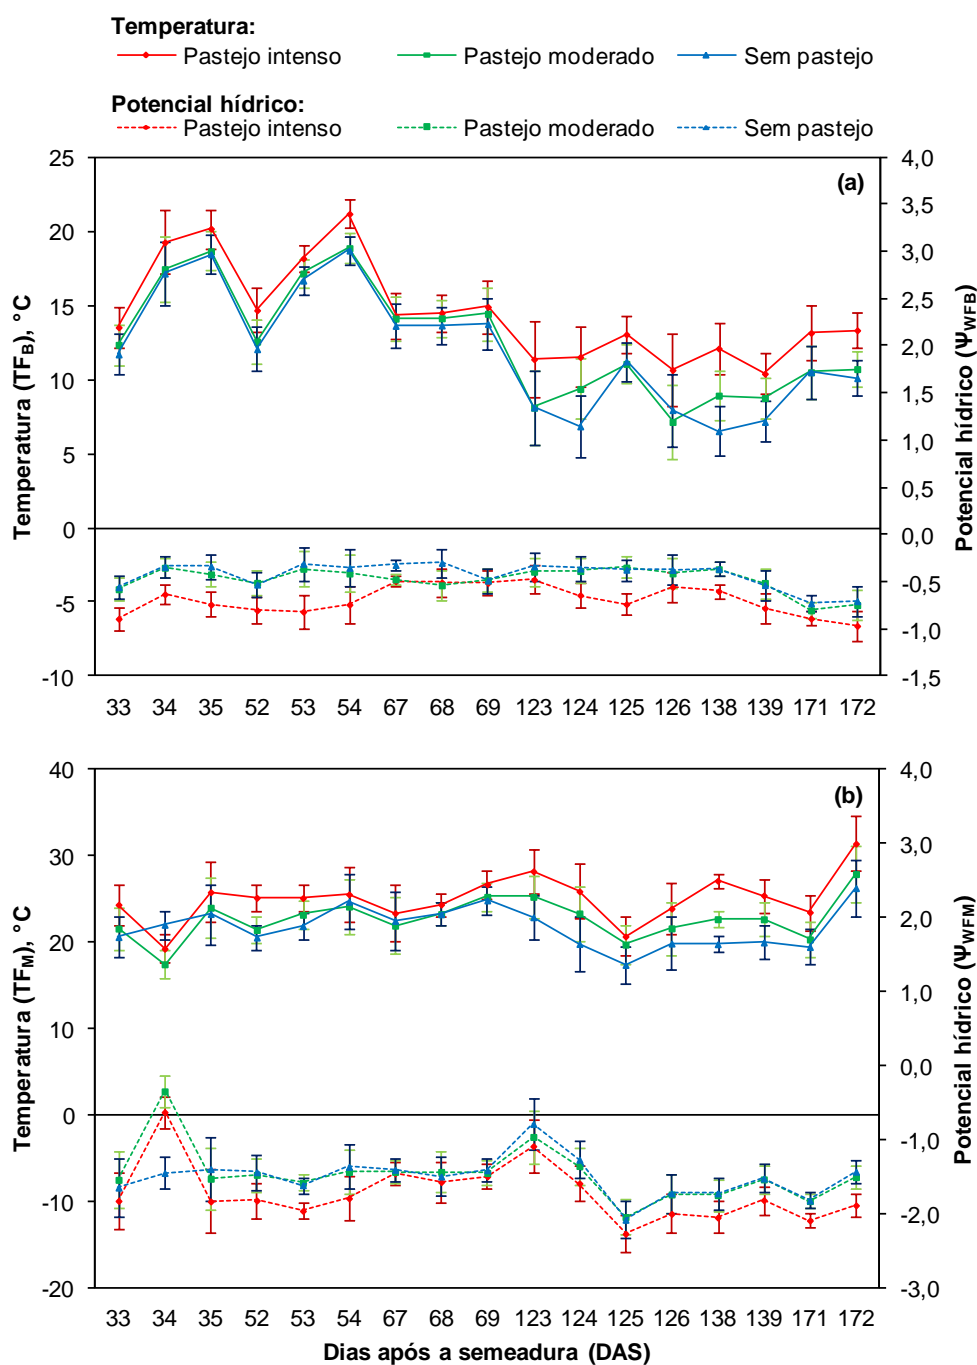 Temperatura:
Pastejo intenso Pastejo moderado Sem pastejo
Potencial hídrico:
Pastejo intenso Pastejo moderado Sem pastejo
(a)
Temperatura (TF_B), °C
25
20
15
10
5
0
-5
-10
4,0
3,5
3,0
2,5
2,0
1,5
1,0
0,5
0,0
-0,5
-1,0
-1,5
Potencial hídrico (Ψ_WFB)
33 34 35 52 53 54 67 68 69 123 124 125 126 138 139 171 172
(b)
Temperatura (TF_M), °C
40
30
20
10
0
-10
-20
4,0
3,0
2,0
1,0
0,0
-1,0
-2,0
-3,0
Potencial hídrico (Ψ_WFM)
33 34 35 52 53 54 67 68 69 123 124 125 126 138 139 171 172
Dias após a semeadura (DAS)